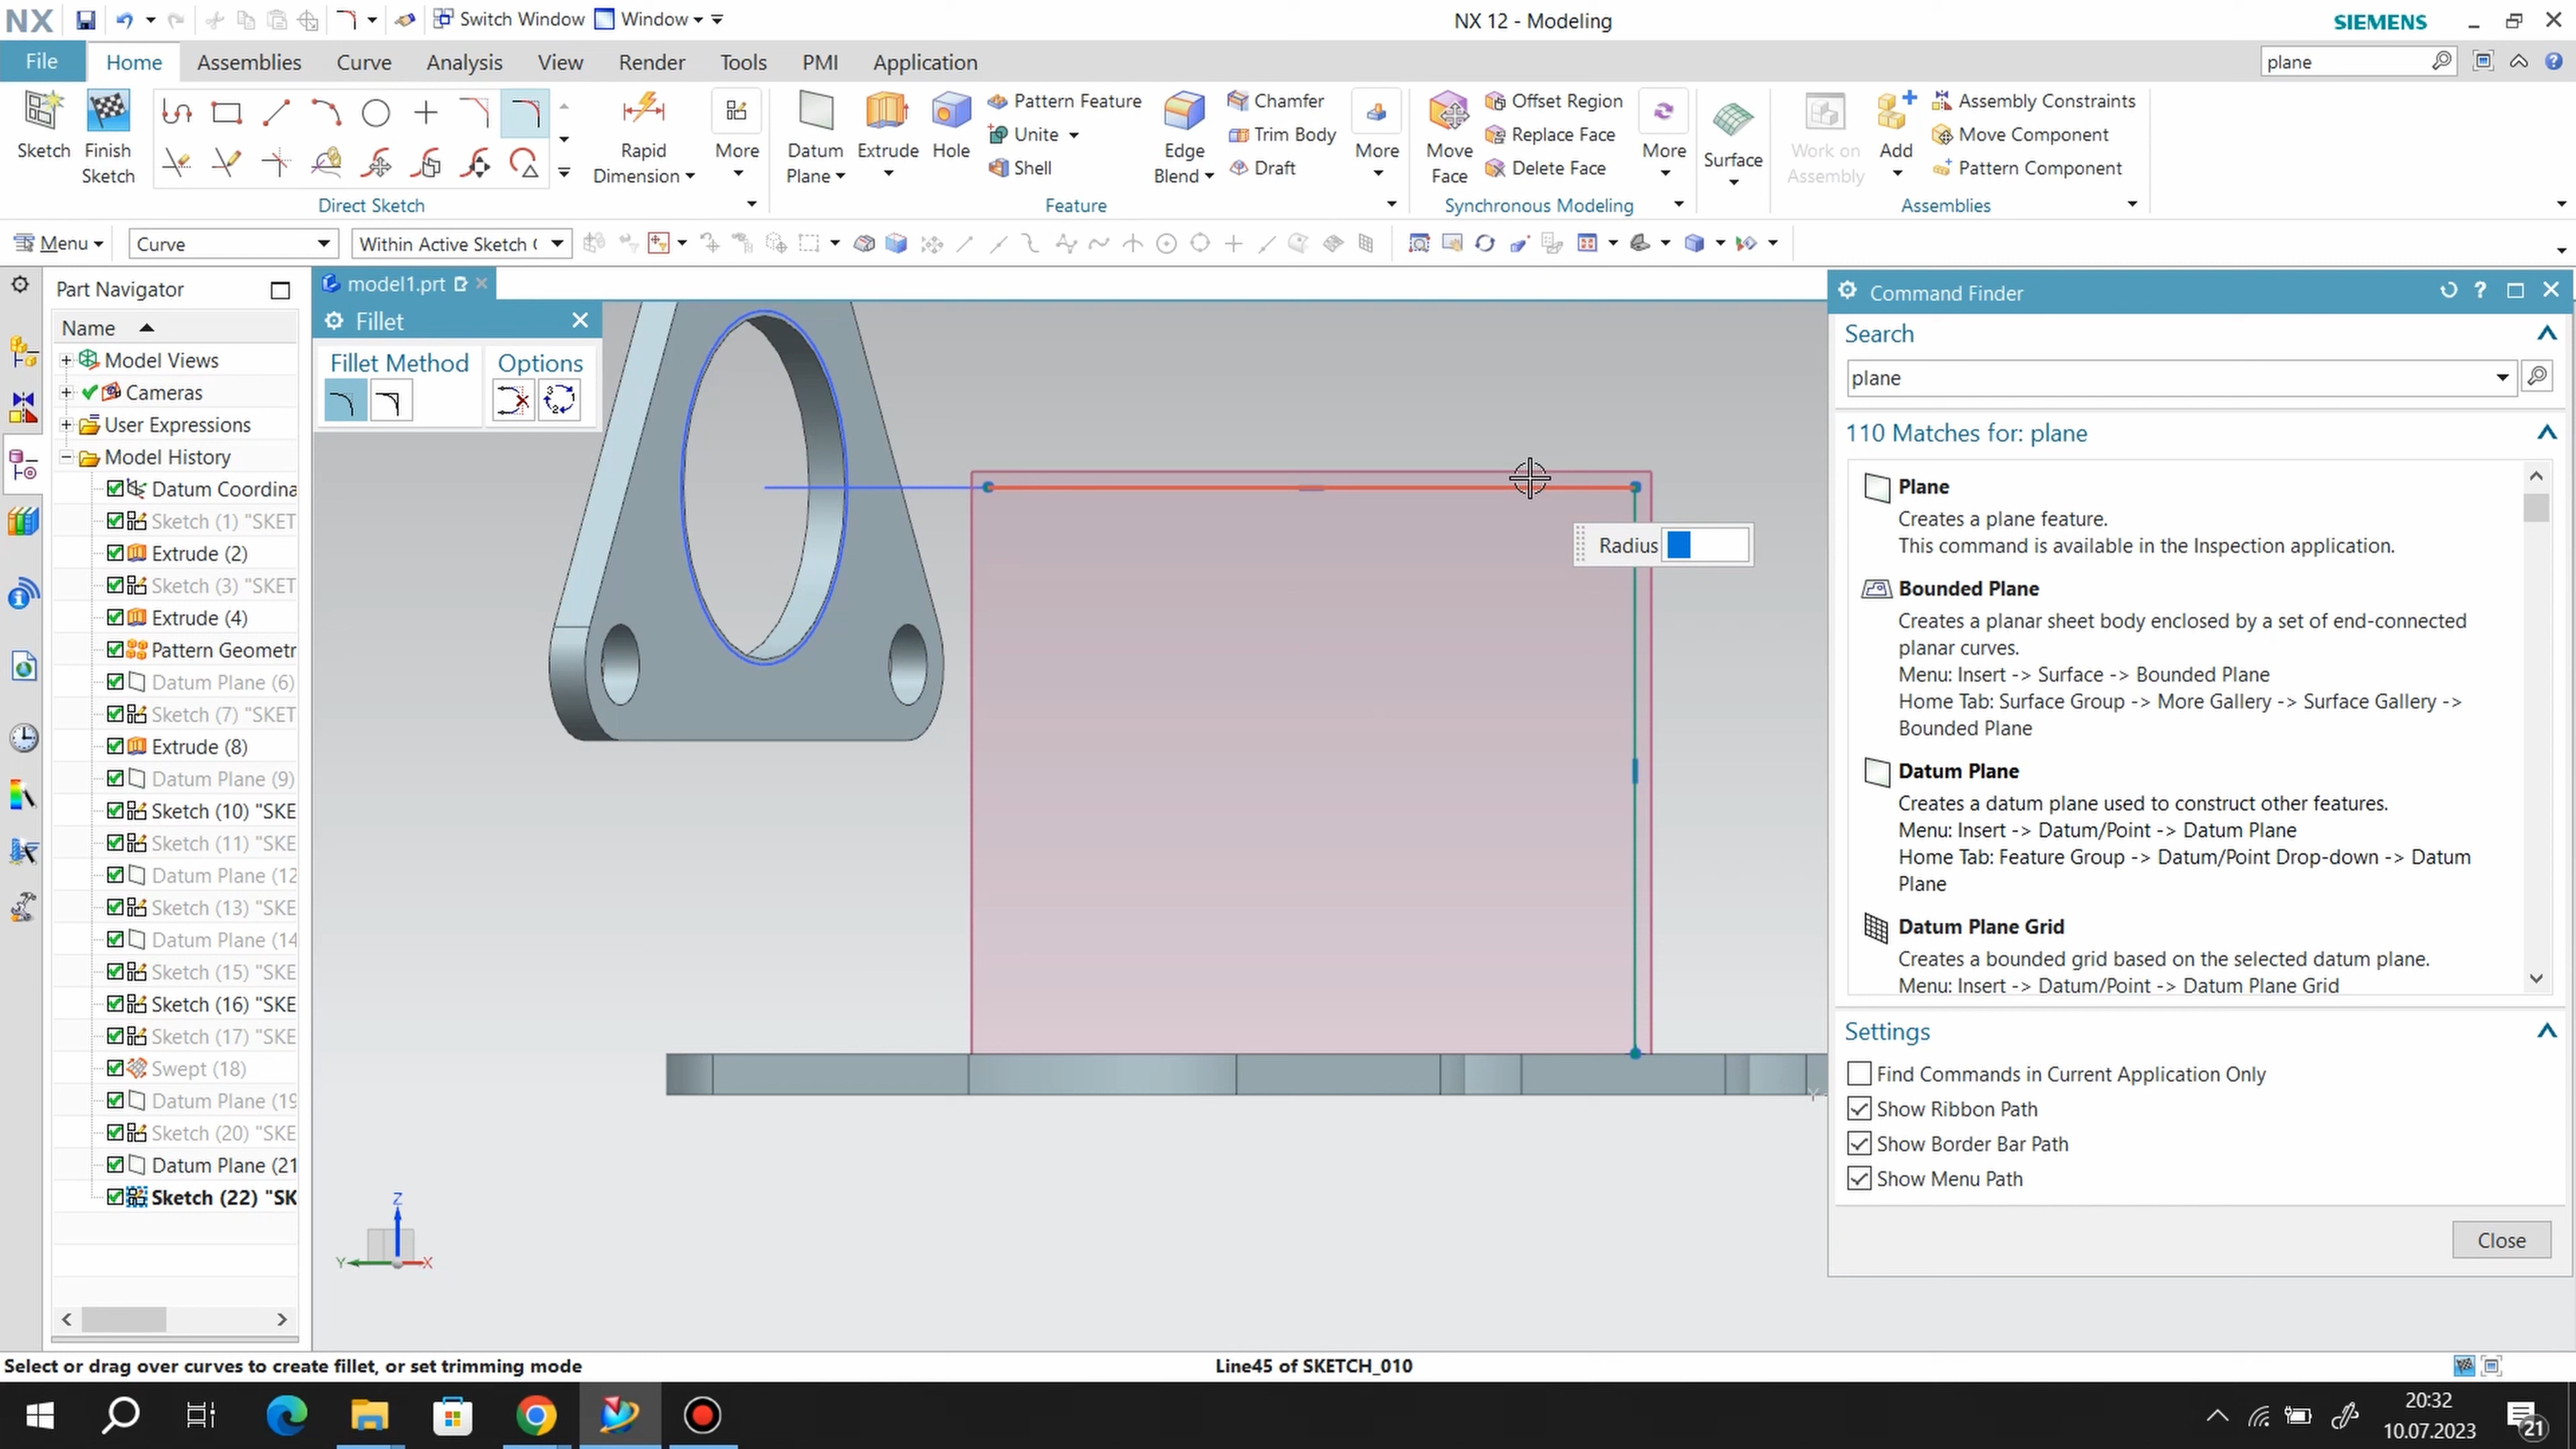 NX
Switch Window
Window
NX 12 - Modeling
SIEMENS
File
Home
Assemblies
Curve
Analysis
View
Render
Tools
PMI
Application
plane
Sketch
Finish
Sketch
Direct Sketch
Rapid
Dimension
More
Datum
Plane
Extrude
Hole
Pattern Feature
Unite
Shell
Edge
Blend
Chamfer
Trim Body
Draft
More
Feature
Move
Face
Offset Region
Replace Face
Delete Face
More
Synchronous Modeling
Surface
Work on
Assembly
Add
Assembly Constraints
Move Component
Pattern Component
Assemblies
Menu
Curve
Within Active Sketch (
Part Navigator
Name
Model Views
Cameras
User Expressions
Model History
Datum Coordina
Sketch (1) "SKET
Extrude (2)
Sketch (3) "SKET
Extrude (4)
Pattern Geometr
Datum Plane (6)
Sketch (7) "SKET
Extrude (8)
Datum Plane (9)
Sketch (10) "SKE
Sketch (11) "SKE
Datum Plane (12
Sketch (13) "SKE
Datum Plane (14
Sketch (15) "SKE
Sketch (16) "SKE
Sketch (17) "SKE
Swept (18)
Datum Plane (19
Sketch (20) "SKE
Datum Plane (21
Sketch (22) "SK
model1.prt
Fillet
Fillet Method
Options
Radius
Z
Y
X
Command Finder
Search
plane
110 Matches for: plane
Plane
Creates a plane feature.
This command is available in the Inspection application.
Bounded Plane
Creates a planar sheet body enclosed by a set of end-connected
planar curves.
Menu: Insert -> Surface -> Bounded Plane
Home Tab: Surface Group -> More Gallery -> Surface Gallery ->
Bounded Plane
Datum Plane
Creates a datum plane used to construct other features.
Menu: Insert -> Datum/Point -> Datum Plane
Home Tab: Feature Group -> Datum/Point Drop-down -> Datum
Plane
Datum Plane Grid
Creates a bounded grid based on the selected datum plane.
Menu: Insert -> Datum/Point -> Datum Plane Grid
Settings
Find Commands in Current Application Only
Show Ribbon Path
Show Border Bar Path
Show Menu Path
Close
Select or drag over curves to create fillet, or set trimming mode
Line45 of SKETCH_010
20:32
10.07.2023
21